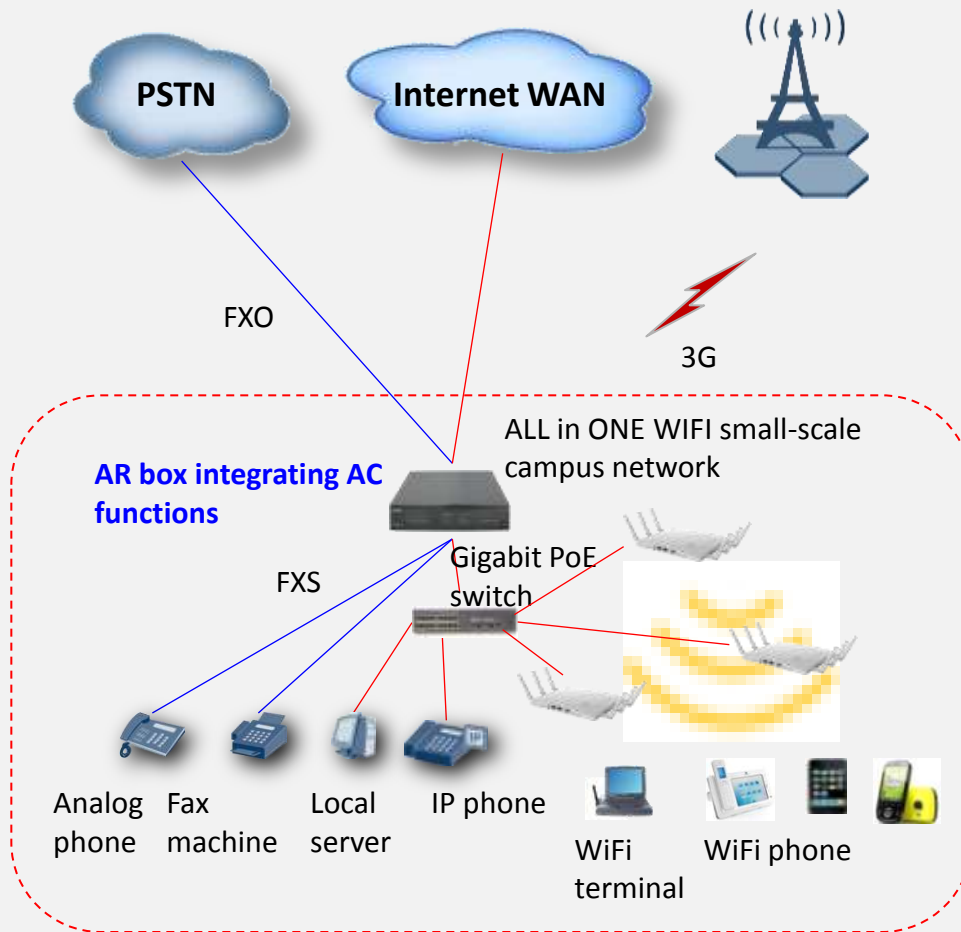 PSTN
Internet WAN
FXO
3G
ALL in ONE WIFI small-scale
campus network
AR box integrating AC
functions
Gigabit PoE
switch
FXS
Analog
phone
Fax
machine
Local
server
IP phone
WiFi
terminal
WiFi phone